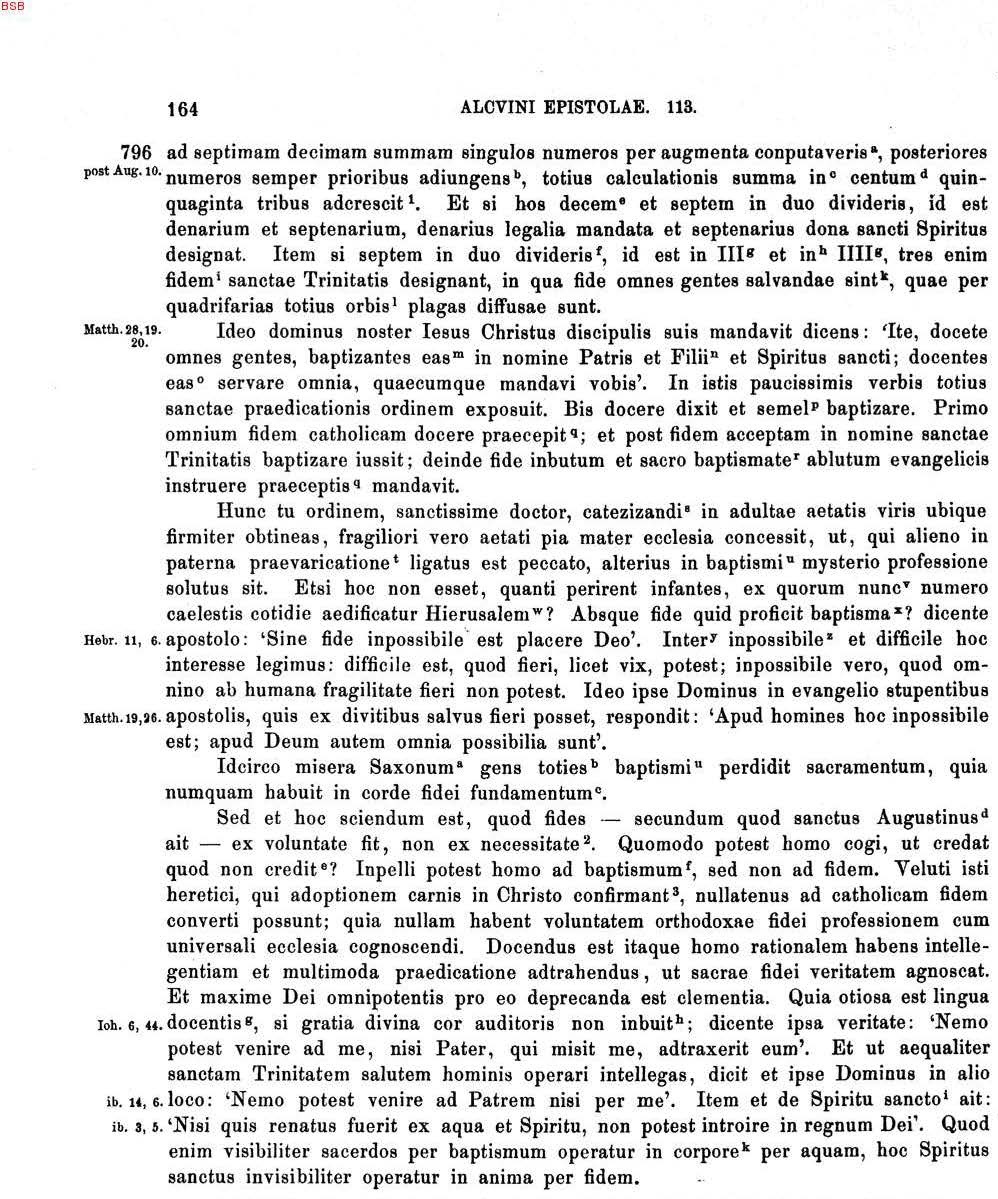 BSB
164 ALCVINI EPISTOLAE. 113.
796 ad septimam decimam summam singulos numeros per augmenta conputaveris ᵃ, posteriores
post Aug. 10. numeros semper prioribus adiungens ᵇ, totius calculationis summa in ᶜ centum ᵈ quin-
quaginta tribus adcrescit ¹. Et si hos decem ᵉ et septem in duo divideris, id est
denarium et septenarium, denarius legalia mandata et septenarius dona sancti Spiritus
designat. Item si septem in duo divideris ᶠ, id est in III ᵍ et in ʰ IIII ᵍ, tres enim
fidem ⁱ sanctae Trinitatis designant, in qua fide omnes gentes salvandae sint ᵏ, quae per
quadrifarias totius orbis ˡ plagas diffusae sunt.
Matth. 28, 19. Ideo dominus noster Iesus Christus discipulis suis mandavit dicens: ‘Ite, docete
20. omnes gentes, baptizantes eas ᵐ in nomine Patris et Filii ⁿ et Spiritus sancti; docentes
eas ᵒ servare omnia, quaecumque mandavi vobis’. In istis paucissimis verbis totius
sanctae praedicationis ordinem exposuit. Bis docere dixit et semel ᵖ baptizare. Primo
omnium fidem catholicam docere praecepit q; et post fidem acceptam in nomine sanctae
Trinitatis baptizare iussit; deinde fide inbutum et sacro baptismate ʳ ablutum evangelicis
instruere praeceptis q mandavit.
Hunc tu ordinem, sanctissime doctor, catezizandi ˢ in adultae aetatis viris ubique
firmiter obtineas, fragiliori vero aetati pia mater ecclesia concessit, ut, qui alieno in
paterna praevaricatione ᵗ ligatus est peccato, alterius in baptismi ᵘ mysterio professione
solutus sit. Etsi hoc non esset, quanti perirent infantes, ex quorum nunc ᵛ numero
caelestis cotidie aedificatur Hierusalem ʷ? Absque fide quid proficit baptisma ˣ? dicente
Hebr. 11, 6. apostolo: ‘Sine fide inpossibile est placere Deo’. Inter ʸ inpossibile ᶻ et difficile hoc
interesse legimus: difficile est, quod fieri, licet vix, potest; inpossibile vero, quod om-
nino ab humana fragilitate fieri non potest. Ideo ipse Dominus in evangelio stupentibus
Matth. 19, 26. apostolis, quis ex divitibus salvus fieri posset, respondit: ‘Apud homines hoc inpossibile
est; apud Deum autem omnia possibilia sunt’.
Idcirco misera Saxonum ᵃ gens toties ᵇ baptismi ᵘ perdidit sacramentum, quia
numquam habuit in corde fidei fundamentum ᶜ.
Sed et hoc sciendum est, quod fides — secundum quod sanctus Augustinus ᵈ
ait — ex voluntate fit, non ex necessitate ². Quomodo potest homo cogi, ut credat
quod non credit ᵉ? Inpelli potest homo ad baptismum ᶠ, sed non ad fidem. Veluti isti
heretici, qui adoptionem carnis in Christo confirmant ³, nullatenus ad catholicam fidem
converti possunt; quia nullam habent voluntatem orthodoxae fidei professionem cum
universali ecclesia cognoscendi. Docendus est itaque homo rationalem habens intelle-
gentiam et multimoda praedicatione adtrahendus, ut sacrae fidei veritatem agnoscat.
Et maxime Dei omnipotentis pro eo deprecanda est clementia. Quia otiosa est lingua
Ioh. 6, 44. docentis ᵍ, si gratia divina cor auditoris non inbuit ʰ; dicente ipsa veritate: ‘Nemo
potest venire ad me, nisi Pater, qui misit me, adtraxerit eum’. Et ut aequaliter
sanctam Trinitatem salutem hominis operari intellegas, dicit et ipse Dominus in alio
ib. 14, 6. loco: ‘Nemo potest venire ad Patrem nisi per me’. Item et de Spiritu sancto ⁱ ait:
ib. 3, 5. ‘Nisi quis renatus fuerit ex aqua et Spiritu, non potest introire in regnum Dei’. Quod
enim visibiliter sacerdos per baptismum operatur in corpore ᵏ per aquam, hoc Spiritus
sanctus invisibiliter operatur in anima per fidem.